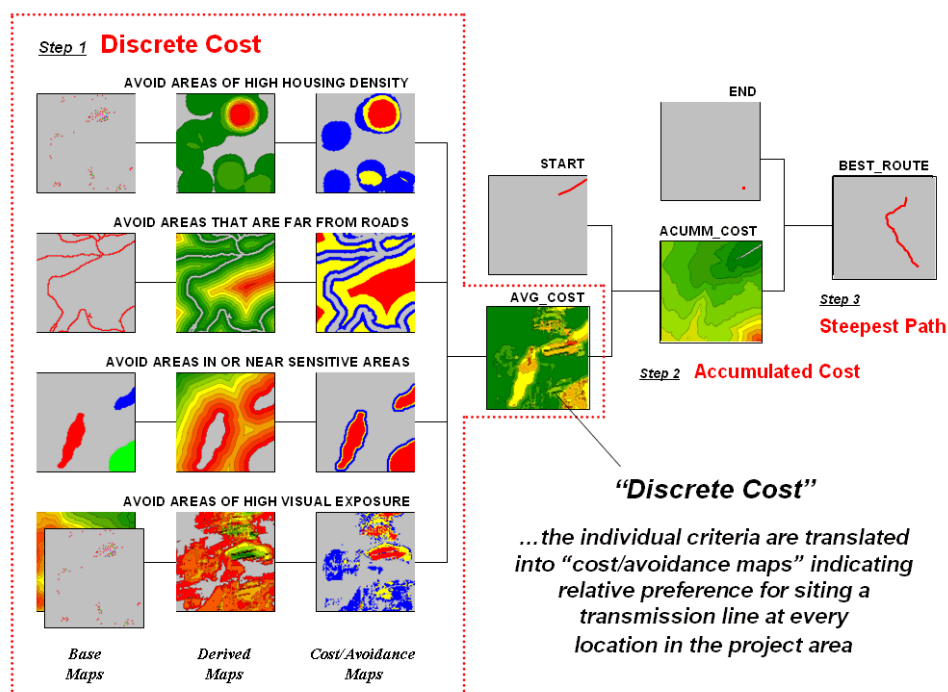 Step 1 Discrete Cost
AVOID AREAS OF HIGH HOUSING DENSITY
AVOID AREAS THAT ARE FAR FROM ROADS
AVOID AREAS IN OR NEAR SENSITIVE AREAS
AVOID AREAS OF HIGH VISUAL EXPOSURE
Base
Maps
Derived
Maps
Cost/Avoidance
Maps
START
AVG_COST
END
ACUMM_COST
Step 2 Accumulated Cost
BEST_ROUTE
Step 3
Steepest Path
“Discrete Cost”
...the individual criteria are translated
into “cost/avoidance maps” indicating
relative preference for siting a
transmission line at every
location in the project area